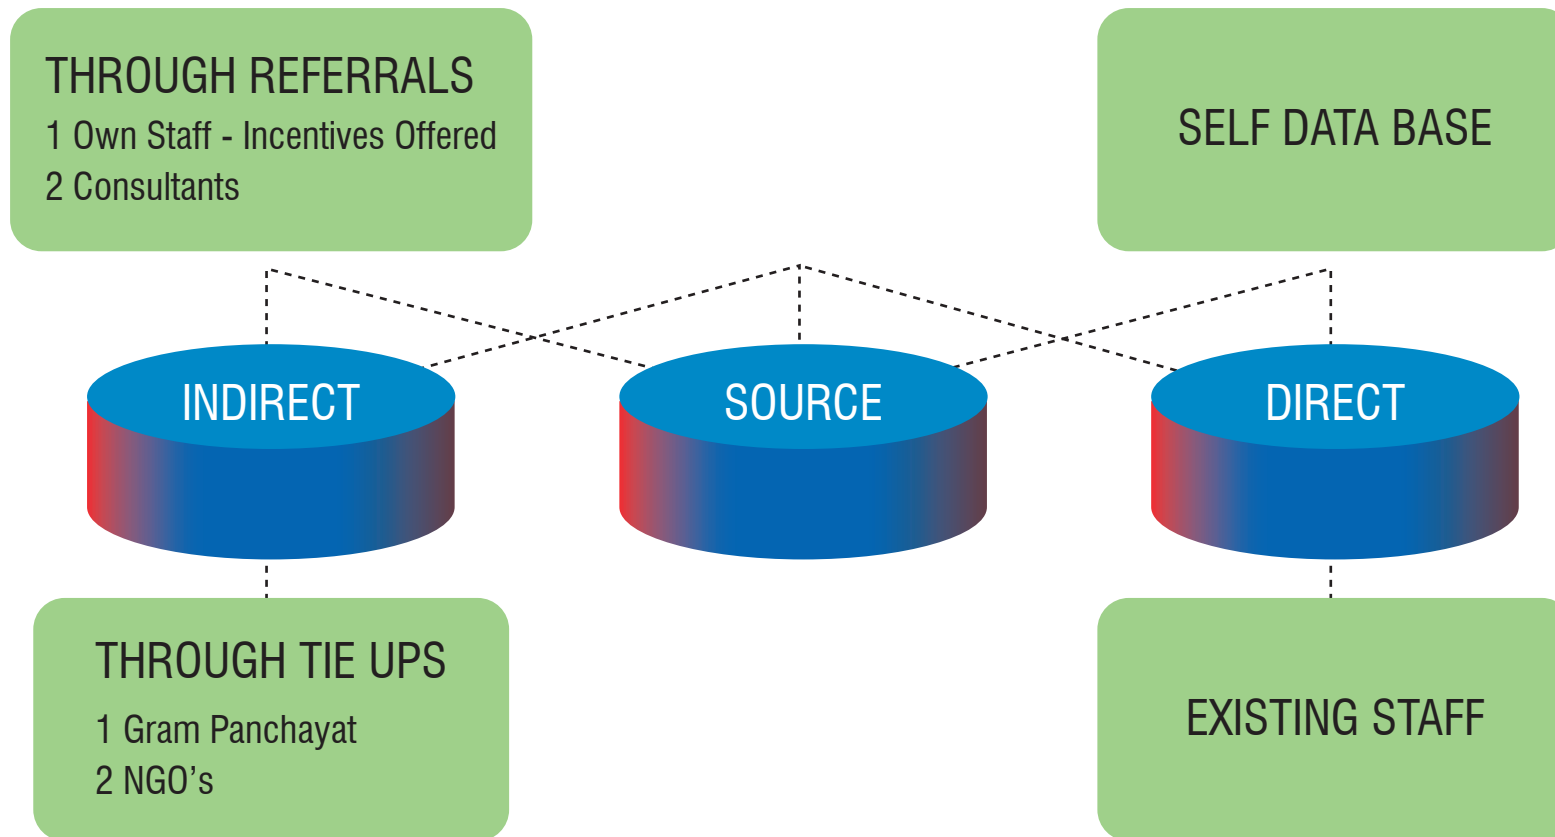 THROUGH REFERRALS
1 Own Staff - Incentives Offered
2 Consultants
SELF DATA BASE
INDIRECT
SOURCE
DIRECT
THROUGH TIE UPS
1 Gram Panchayat
2 NGO’s
EXISTING STAFF